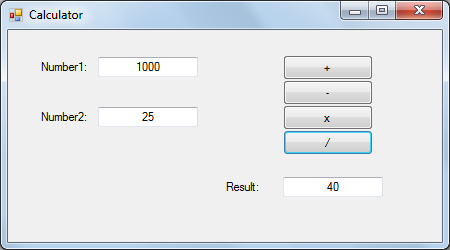 Calculator
Number1: 1000
+
-
Number2: 25
x
/
Result: 40